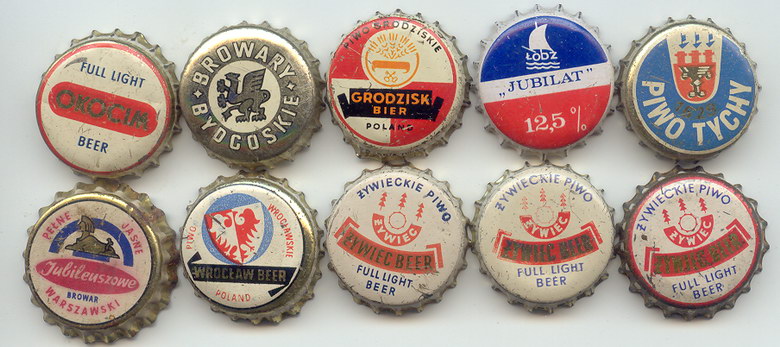 FULL LIGHT
OKOCIM
BEER
BROWARY
BYDGOSKIE
PIWO GRODZISKIE
GRODZISK
BIER
POLAND
ŁÓDŹ
„JUBILAT”
12,5 %
PIWO TYCHY
PEŁNE JASNE
Jubileuszowe
BROWAR
WARSZAWSKI
PIWO WROCŁAWSKIE
WROCŁAW BEER
POLAND
ŻYWIECKIE PIWO
ŻYWIEC
ŻYWIEC BEER
FULL LIGHT
BEER
ŻYWIECKIE PIWO
ŻYWIEC
ŻYWIEC BIER
FULL LIGHT
BEER
ŻYWIECKIE PIWO
ŻYWIEC
ŻYWIEC BIER
FULL LIGHT
BEER